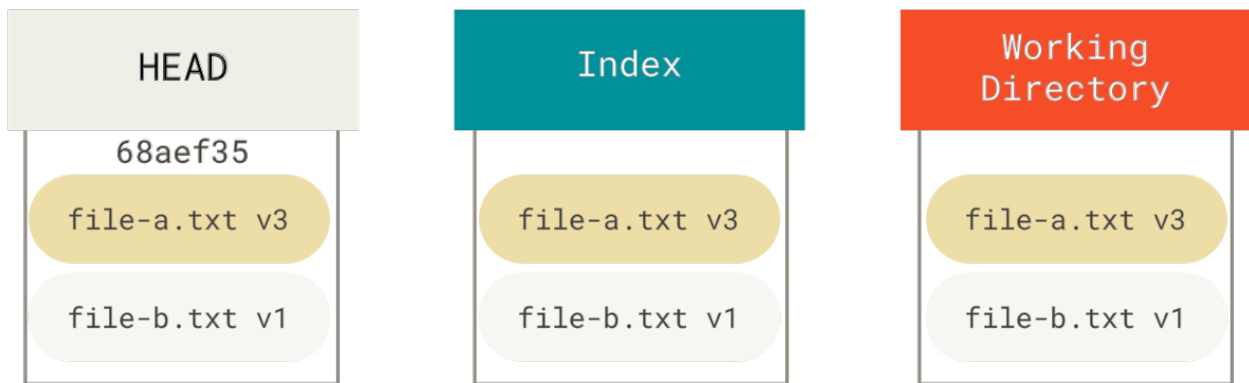 HEAD
68aef35
file-a.txt v3
file-b.txt v1
Index
file-a.txt v3
file-b.txt v1
Working
Directory
file-a.txt v3
file-b.txt v1